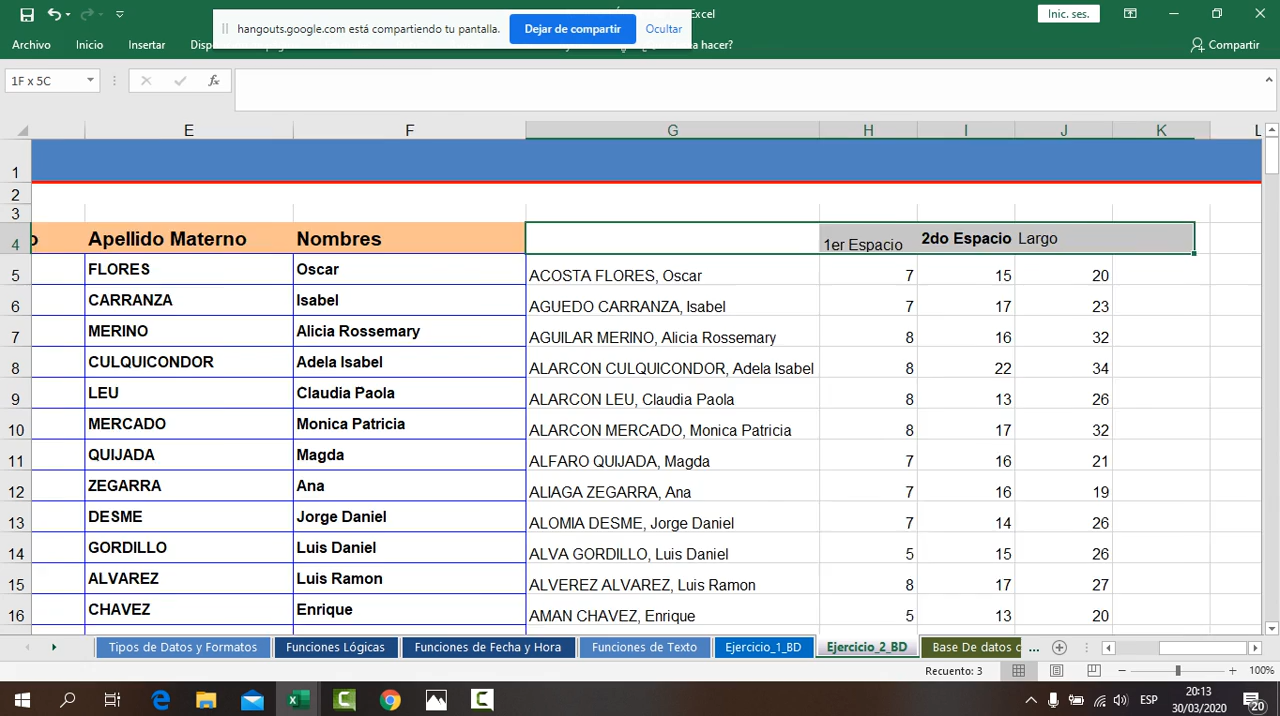 Excel
Inic. ses.
hangouts.google.com está compartiendo tu pantalla.
Dejar de compartir
Ocultar
Archivo
Inicio
Insertar
Disp
hacer?
Compartir
1F x 5C
fx
E F G H I J K L
1
2
3
4 o Apellido Materno Nombres 1er Espacio 2do Espacio Largo
5 FLORES Oscar ACOSTA FLORES, Oscar 7 15 20
6 CARRANZA Isabel AGUEDO CARRANZA, Isabel 7 17 23
7 MERINO Alicia Rossemary AGUILAR MERINO, Alicia Rossemary 8 16 32
8 CULQUICONDOR Adela Isabel ALARCON CULQUICONDOR, Adela Isabel 8 22 34
9 LEU Claudia Paola ALARCON LEU, Claudia Paola 8 13 26
10 MERCADO Monica Patricia ALARCON MERCADO, Monica Patricia 8 17 32
11 QUIJADA Magda ALFARO QUIJADA, Magda 7 16 21
12 ZEGARRA Ana ALIAGA ZEGARRA, Ana 7 16 19
13 DESME Jorge Daniel ALOMIA DESME, Jorge Daniel 7 14 26
14 GORDILLO Luis Daniel ALVA GORDILLO, Luis Daniel 5 15 26
15 ALVAREZ Luis Ramon ALVEREZ ALVAREZ, Luis Ramon 8 17 27
16 CHAVEZ Enrique AMAN CHAVEZ, Enrique 5 13 20
... Tipos de Datos y Formatos Funciones Lógicas Funciones de Fecha y Hora Funciones de Texto Ejercicio_1_BD Ejercicio_2_BD Base De datos c ...
Recuento: 3
100%
ESP
20:13
30/03/2020
20